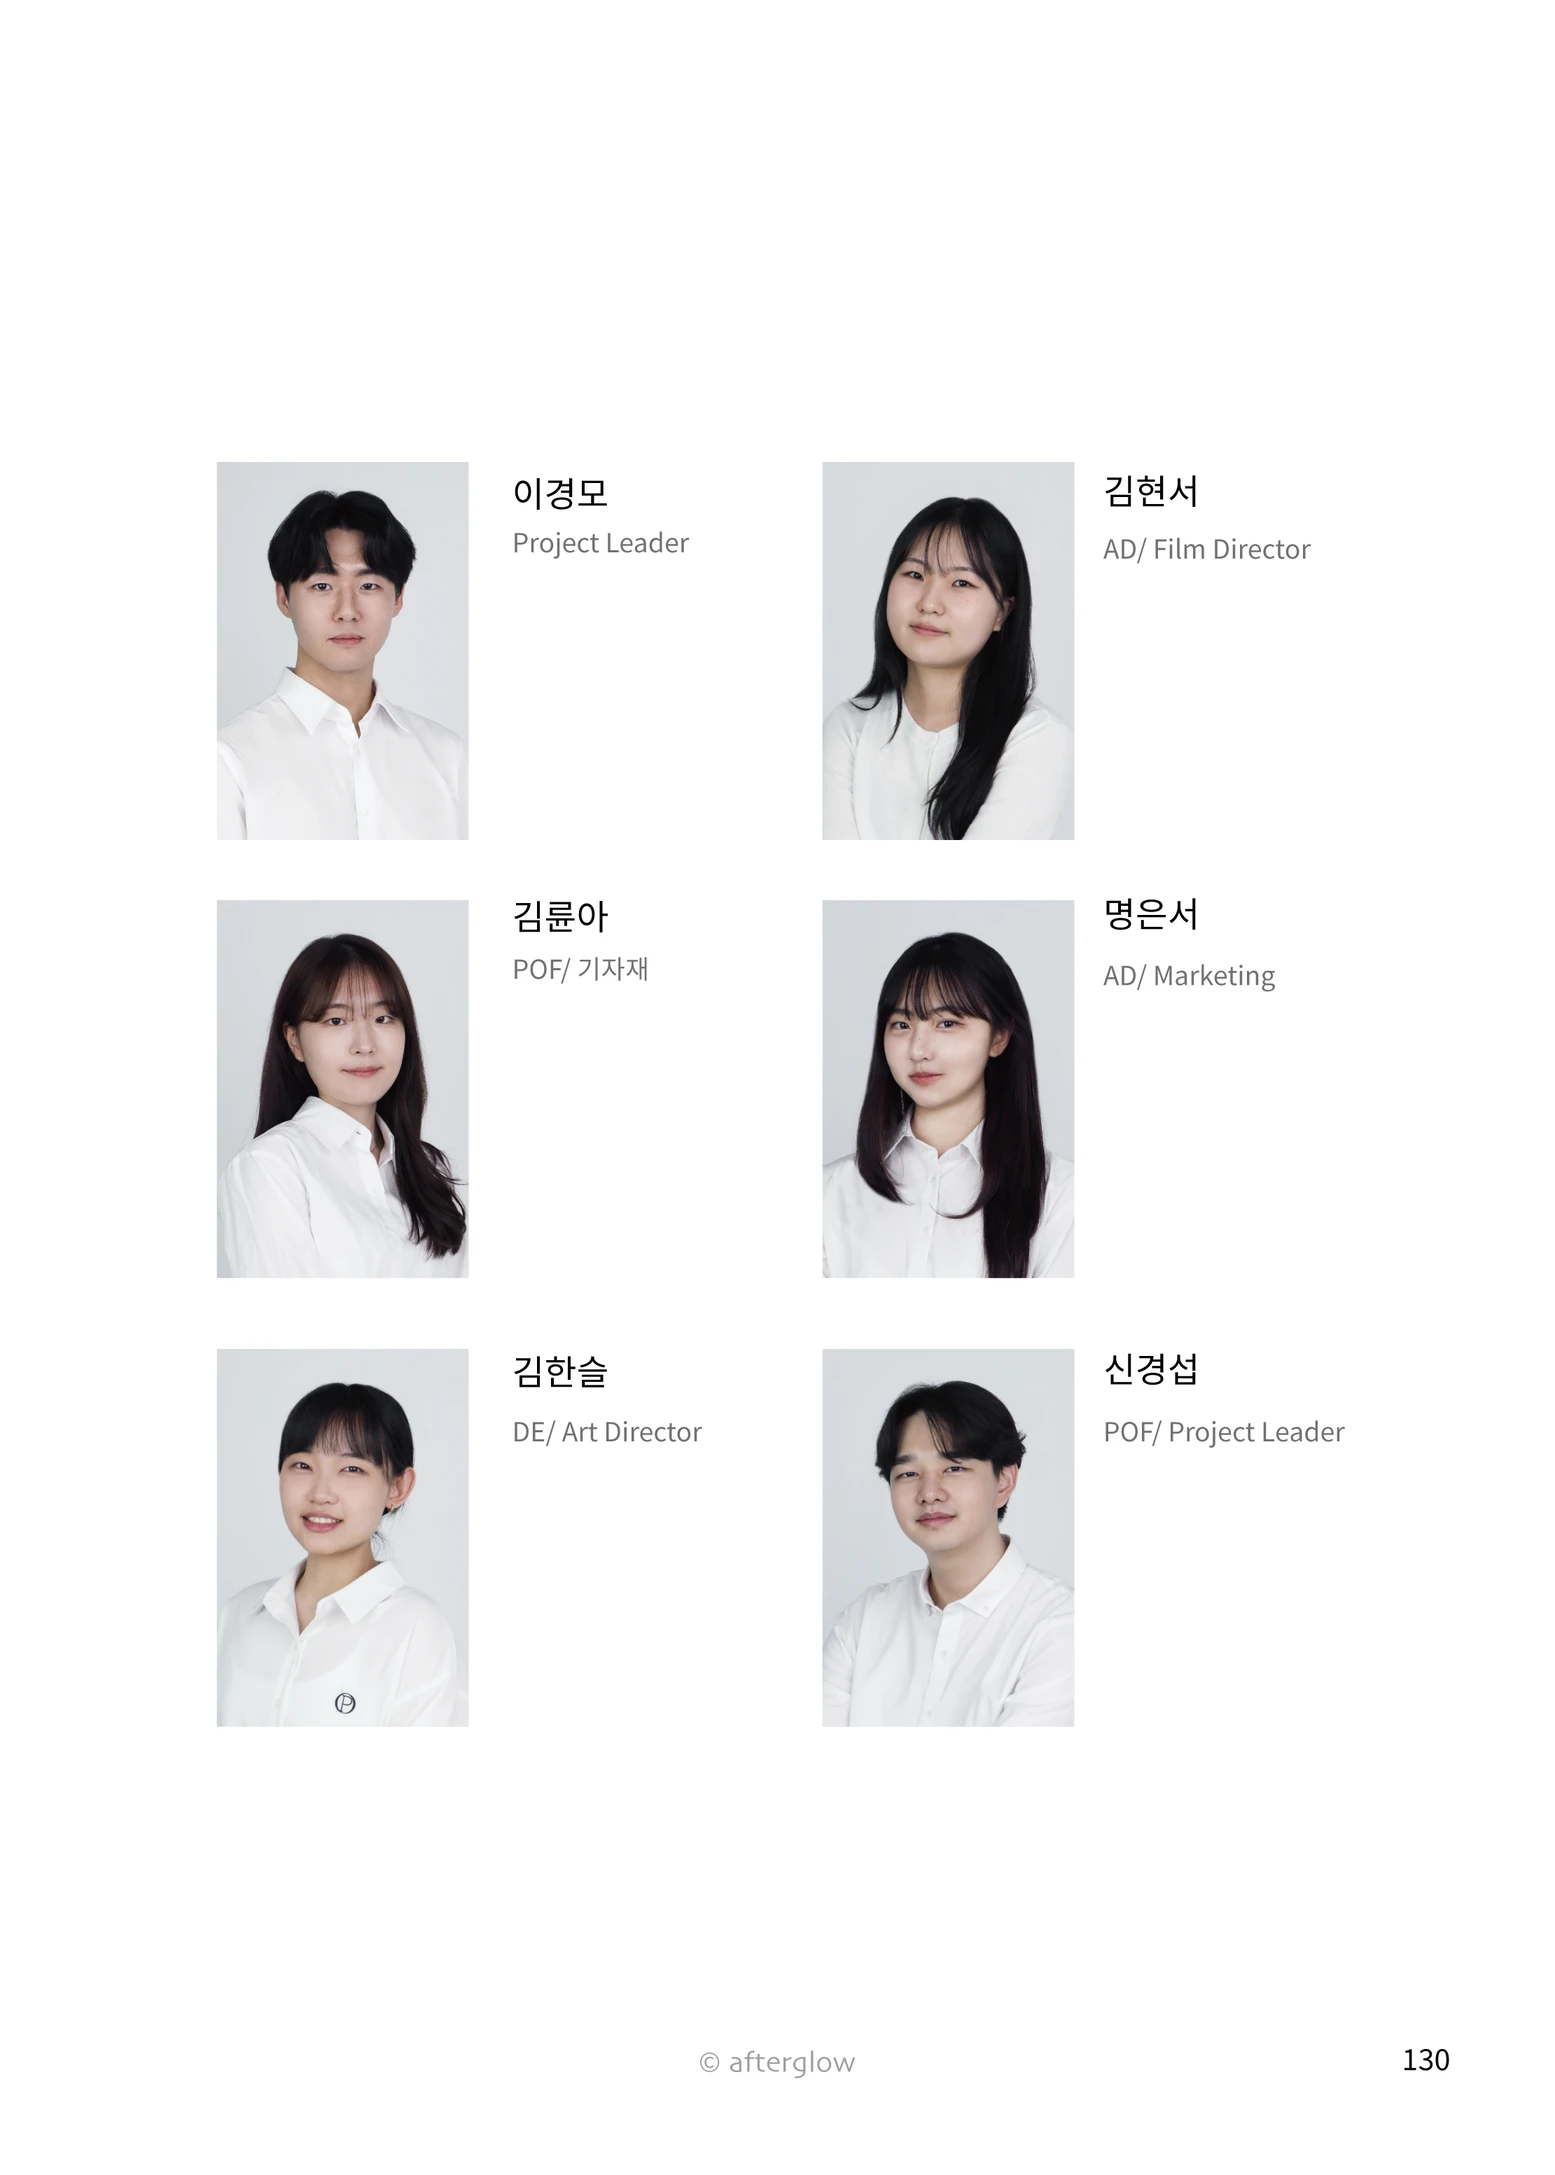 이경모
Project Leader
김현서
AD/ Film Director
김륜아
POF/ 기자재
명은서
AD/ Marketing
김한슬
DE/ Art Director
신경섭
POF/ Project Leader
© afterglow
130